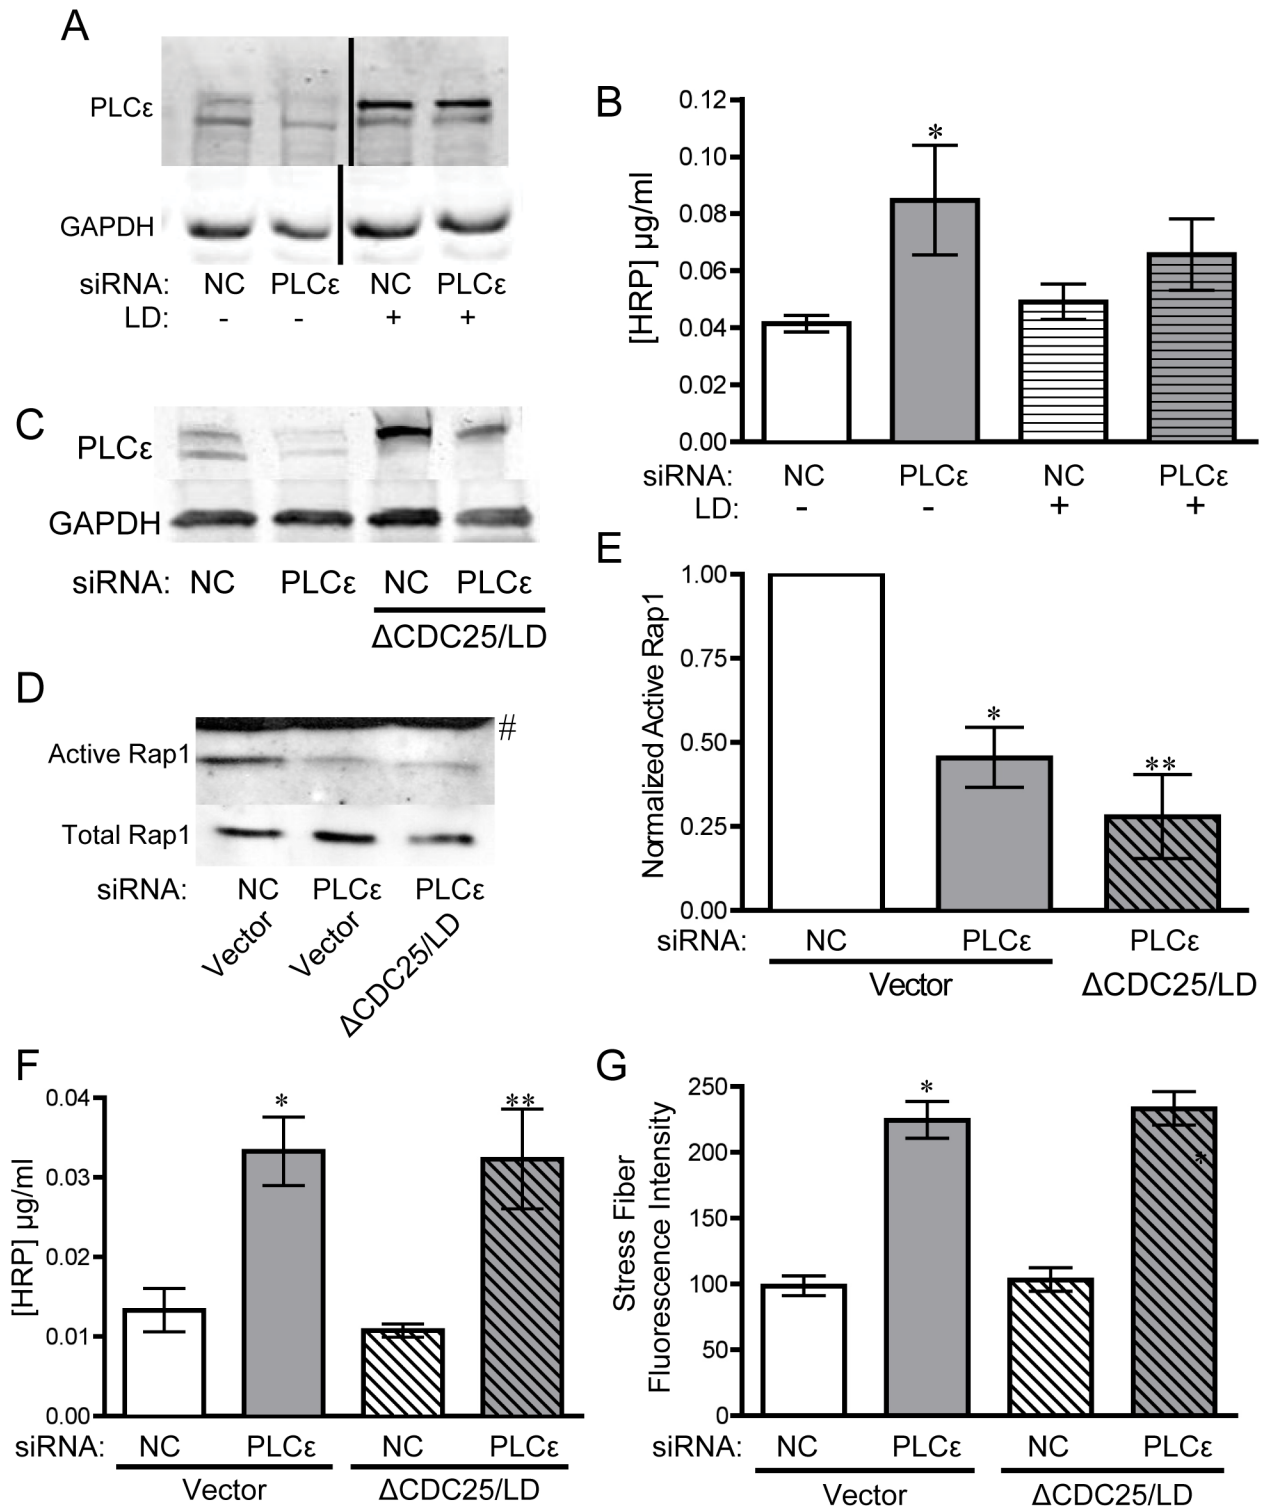 A
PLCε
GAPDH
siRNA: NC PLCε NC PLCε
LD: - - + +
B
[HRP] µg/ml
0.12
0.10
0.08
0.06
0.04
0.02
0.00
*
siRNA: NC PLCε NC PLCε
LD: - - + +
C
PLCε
GAPDH
siRNA: NC PLCε NC PLCε
ΔCDC25/LD
D
#
Active Rap1
Total Rap1
siRNA: NC PLCε PLCε
Vector Vector ΔCDC25/LD
E
Normalized Active Rap1
1.00
0.75
0.50
0.25
0.00
*
**
siRNA: NC PLCε PLCε
Vector ΔCDC25/LD
F
[HRP] µg/ml
0.04
0.03
0.02
0.01
0.00
* **
siRNA: NC PLCε NC PLCε
Vector ΔCDC25/LD
G
Stress Fiber
Fluorescence Intensity
250
200
150
100
50
0
*
*
siRNA: NC PLCε NC PLCε
Vector ΔCDC25/LD